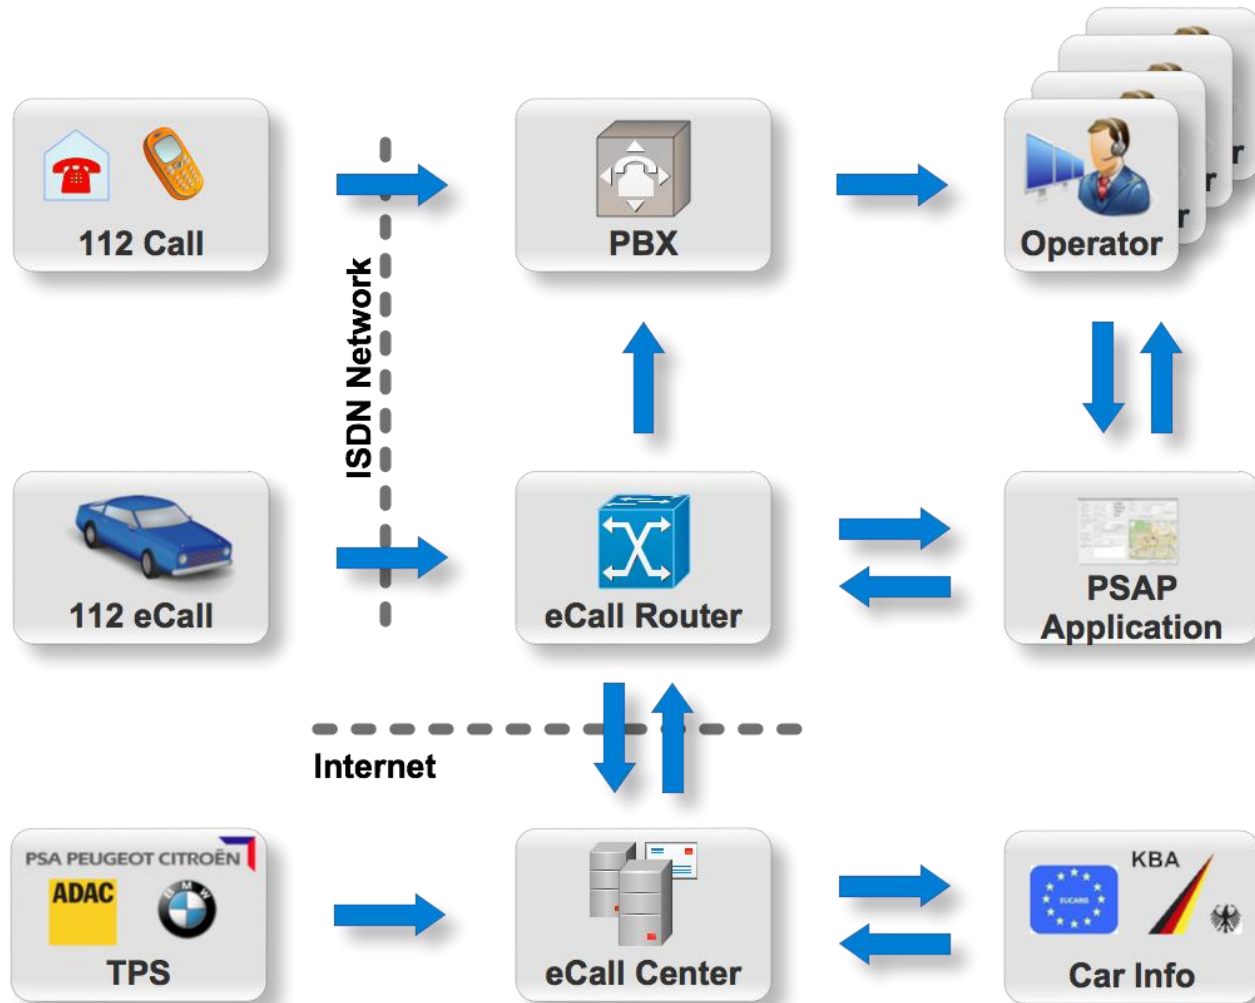 112 Call
PBX
Operator
r
r
r
ISDN Network
112 eCall
eCall Router
PSAP
Application
Internet
PSA PEUGEOT CITROËN
ADAC
BMW
TPS
eCall Center
EUCARIS
KBA
Car Info